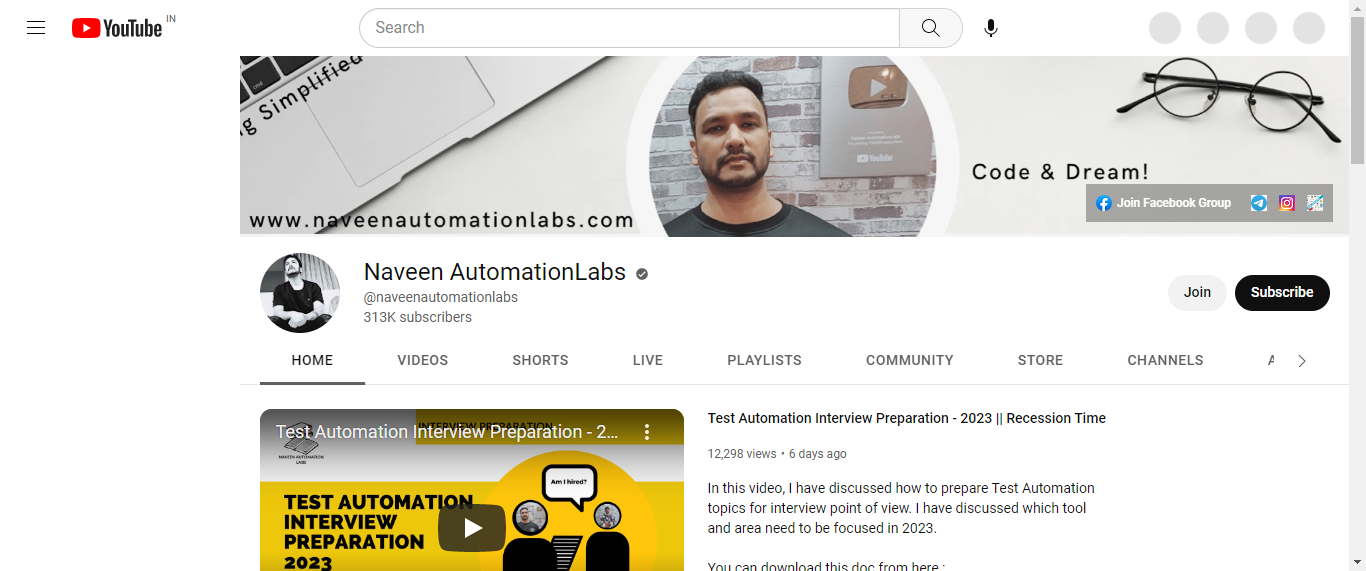 YouTube IN
Search
ng Simplified
cmd
YouTube
Code & Dream!
www.naveenautomationlabs.com
Join Facebook Group
Naveen AutomationLabs
@naveenautomationlabs
313K subscribers
Join
Subscribe
HOME
VIDEOS
SHORTS
LIVE
PLAYLISTS
COMMUNITY
STORE
CHANNELS
INTERVIEW PREPARATION
Test Automation Interview Preparation - 2...
NAVEEN AUTOMATION
LABS
Am I hired?
TEST AUTOMATION
INTERVIEW
PREPARATION
2023
Test Automation Interview Preparation - 2023 || Recession Time
12,298 views • 6 days ago
In this video, I have discussed how to prepare Test Automation
topics for interview point of view. I have discussed which tool
and area need to be focused in 2023.
You can download this doc from here :